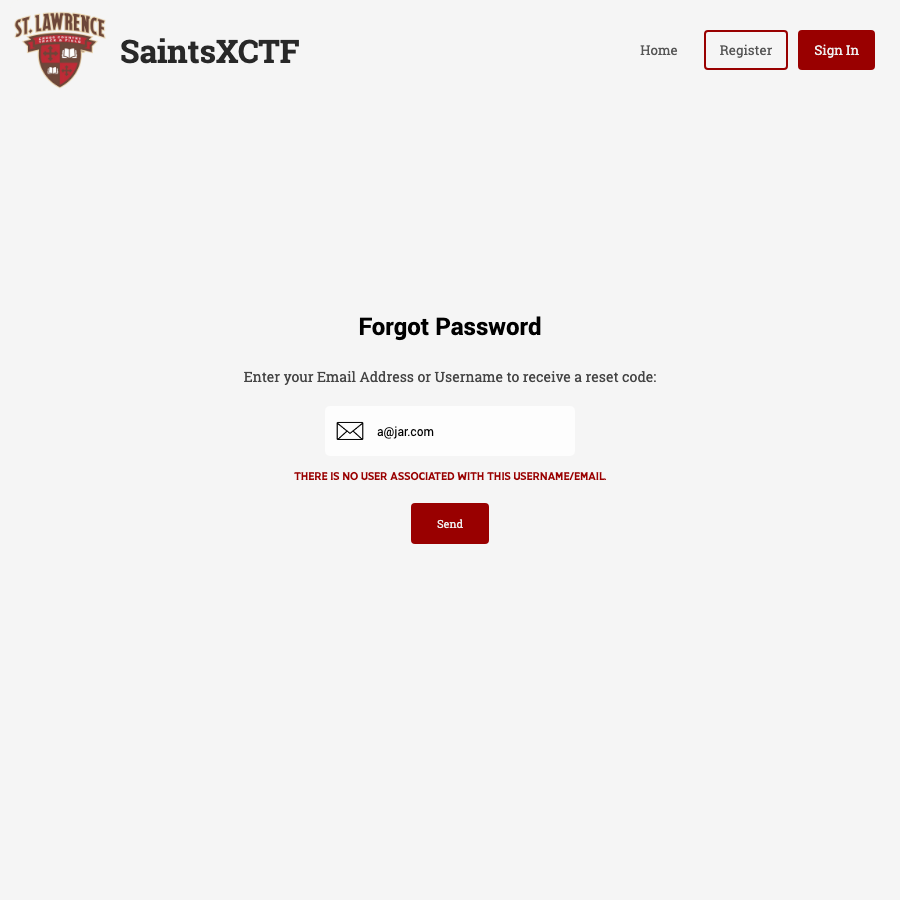 ST. LAWRENCE
SaintsXCTF
Home
Register
Sign In
Forgot Password
Enter your Email Address or Username to receive a reset code:
a@jar.com
THERE IS NO USER ASSOCIATED WITH THIS USERNAME/EMAIL.
Send